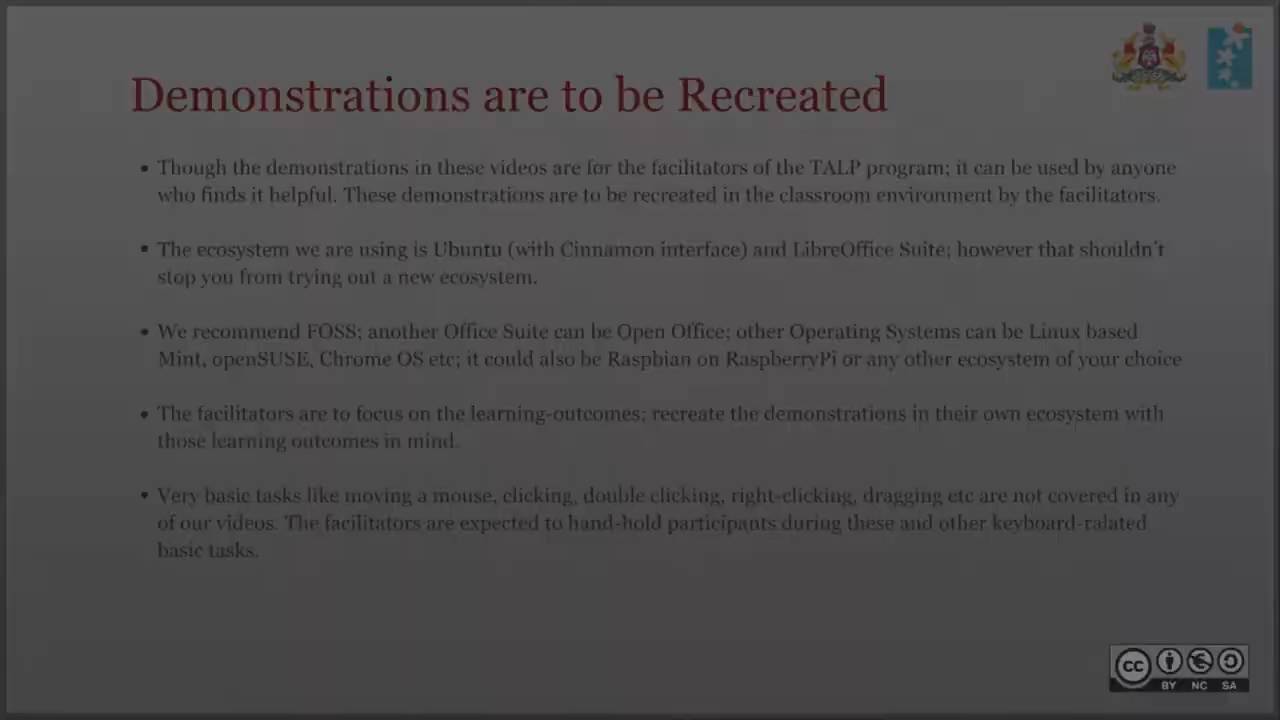 Demonstrations are to be Recreated
• Though the demonstrations in these videos are for the facilitators of the TALP program; it can be used by anyone
who finds it helpful. These demonstrations are to be recreated in the classroom environment by the facilitators.
• The ecosystem we are using is Ubuntu (with Cinnamon interface) and LibreOffice Suite; however that shouldn't
stop you from trying out a new ecosystem.
• We recommend FOSS; another Office Suite can be Open Office; other Operating Systems can be Linux based
Mint, openSUSE, Chrome OS etc; it could also be Raspbian on RaspberryPi or any other ecosystem of your choice
• The facilitators are to focus on the learning-outcomes; recreate the demonstrations in their own ecosystem with
those learning outcomes in mind.
• Very basic tasks like moving a mouse, clicking, double clicking, right-clicking, dragging etc are not covered in any
of our videos. The facilitators are expected to hand-hold participants during these and other keyboard-ralated
basic tasks.
CC
BY NC SA